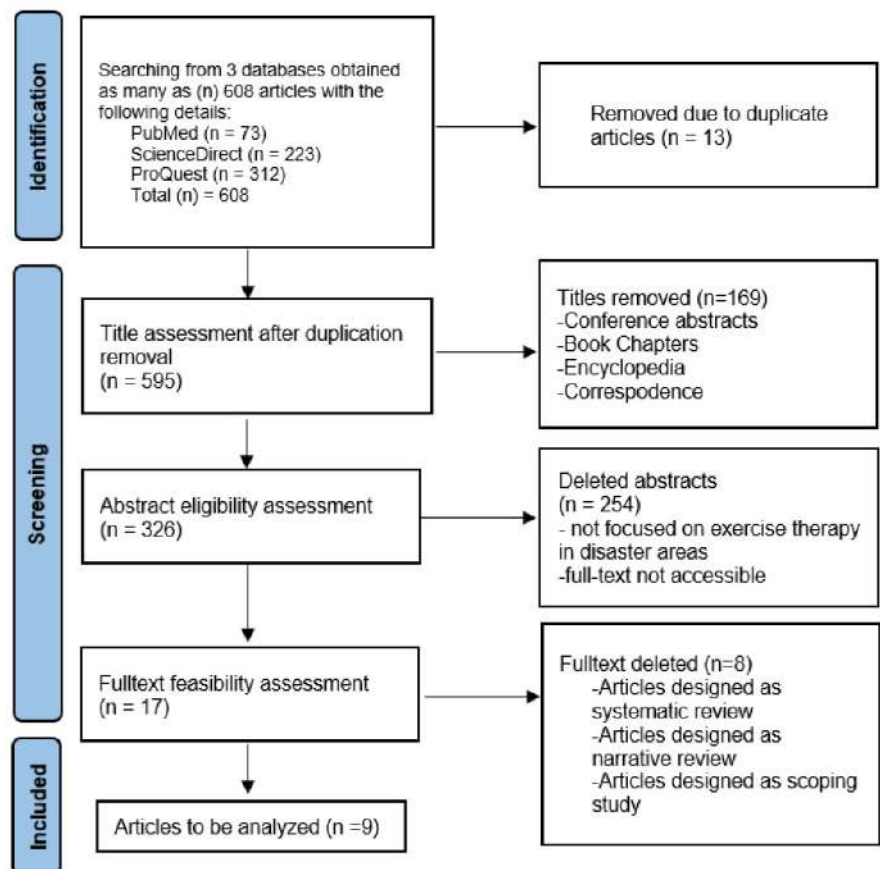 Identification
Searching from 3 databases obtained
as many as (n) 608 articles with the
following details:
PubMed (n = 73)
ScienceDirect (n = 223)
ProQuest (n = 312)
Total (n) = 608
Removed due to duplicate
articles (n = 13)
Screening
Title assessment after duplication
removal
(n = 595)
Titles removed (n=169)
-Conference abstracts
-Book Chapters
-Encyclopedia
-Correspodence
Abstract eligibility assessment
(n = 326)
Deleted abstracts
(n = 254)
- not focused on exercise therapy
in disaster areas
-full-text not accessible
Fulltext feasibility assessment
(n = 17)
Fulltext deleted (n=8)
-Articles designed as
systematic review
-Articles designed as
narrative review
-Articles designed as scoping
study
Included
Articles to be analyzed (n =9)